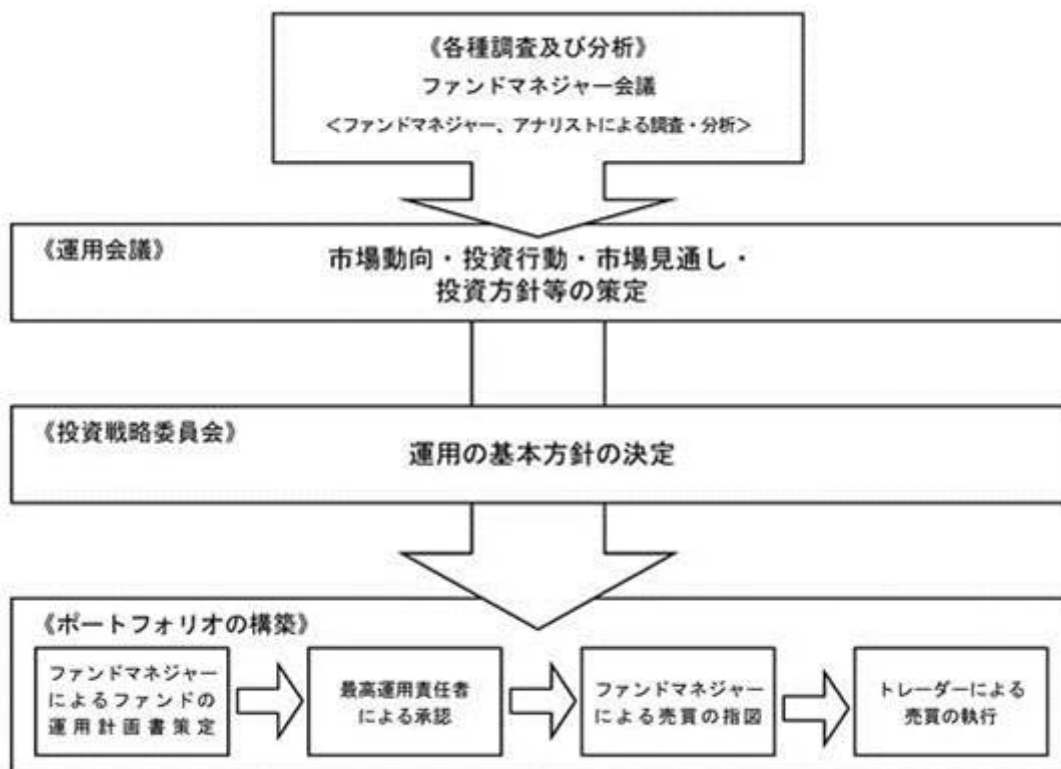 《各種調査及び分析》
ファンドマネジャー会議
<ファンドマネジャー、アナリストによる調査・分析>
《運用会議》
市場動向・投資行動・市場見通し・
投資方針等の策定
《投資戦略委員会》
運用の基本方針の決定
《ポートフォリオの構築》
ファンドマネジャー
によるファンドの
運用計画書策定
最高運用責任者
による承認
ファンドマネジャー
による売買の指図
トレーダーによる
売買の執行